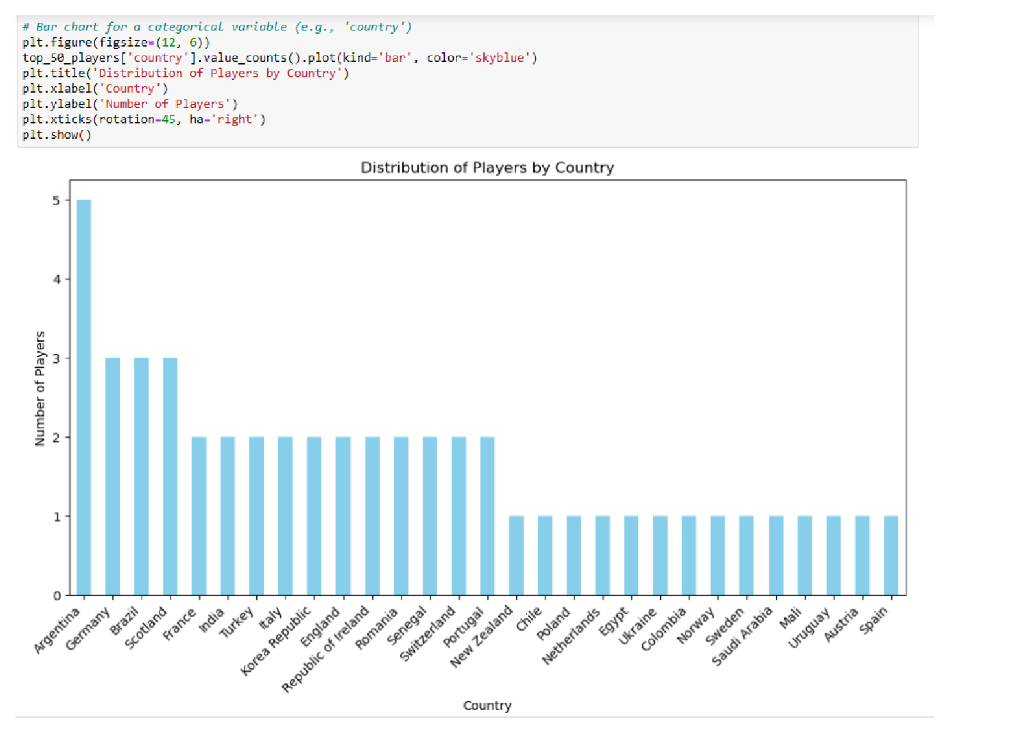 # Bar chart for a categorical variable (e.g., 'country')
plt.figure(figsize=(12, 6))
top_50_players['country'].value_counts().plot(kind='bar', color='skyblue')
plt.title('Distribution of Players by Country')
plt.xlabel('Country')
plt.ylabel('Number of Players')
plt.xticks(rotation=45, ha='right')
plt.show()
Distribution of Players by Country
Number of Players
5
4
3
2
1
0
Argentina
Germany
Brazil
Scotland
France
India
Turkey
Italy
Korea Republic
England
Republic of Ireland
Romania
Senegal
Switzerland
Portugal
New Zealand
Chile
Poland
Netherlands
Egypt
Ukraine
Colombia
Norway
Sweden
Saudi Arabia
Mali
Uruguay
Austria
Spain
Country